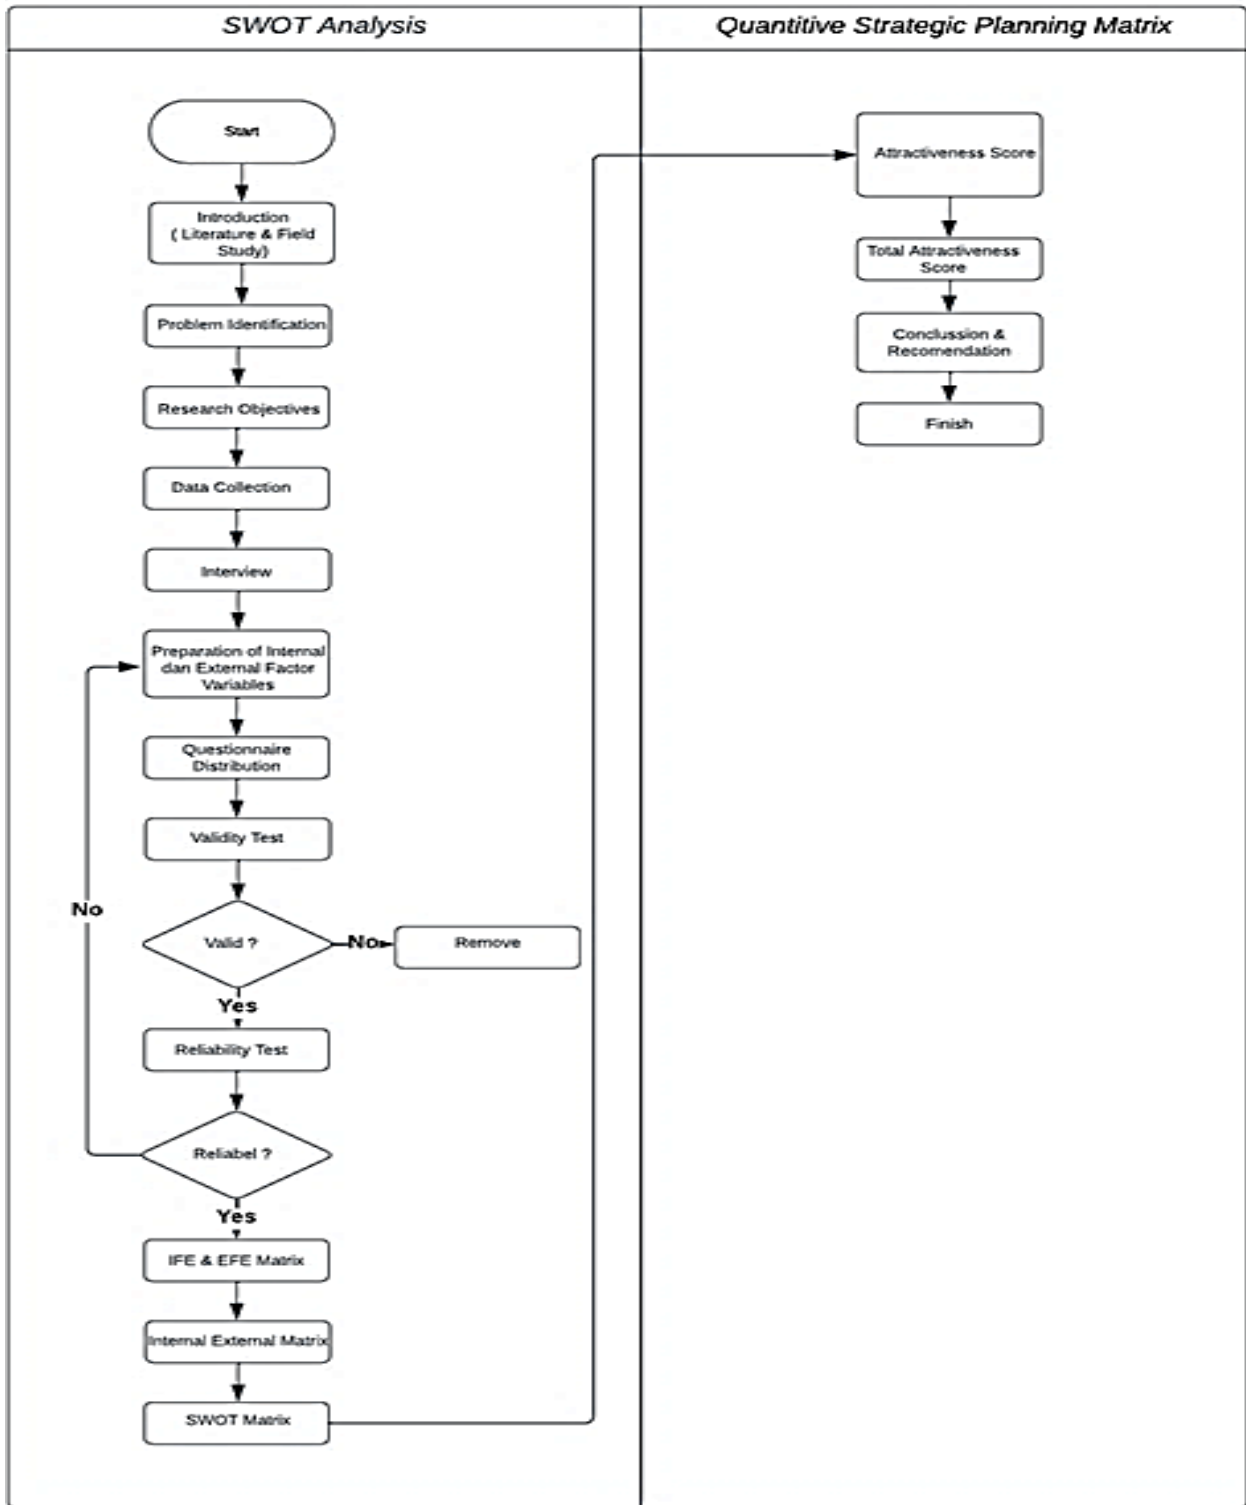 SWOT Analysis
Quantitive Strategic Planning Matrix
Start
Introduction
( Literature & Field
Study)
Problem Identification
Research Objectives
Data Collection
Interview
Preparation of Internal
dan External Factor
Variables
Questionnaire
Distribution
Validity Test
Valid ?
No
Remove
Yes
Reliability Test
Reliabel ?
No
Yes
IFE & EFE Matrix
Internal External Matrix
SWOT Matrix
Attractiveness Score
Total Attractiveness
Score
Conclussion &
Recomendation
Finish